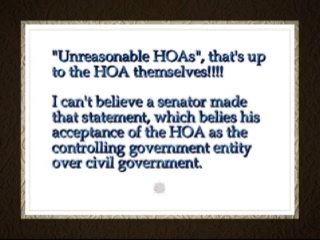 "Unreasonable HOAs", that's up
to the HOA themselves!!!!
I can't believe a senator made
that statement, which belies his
acceptance of the HOA as the
controlling government entity
over civil government.